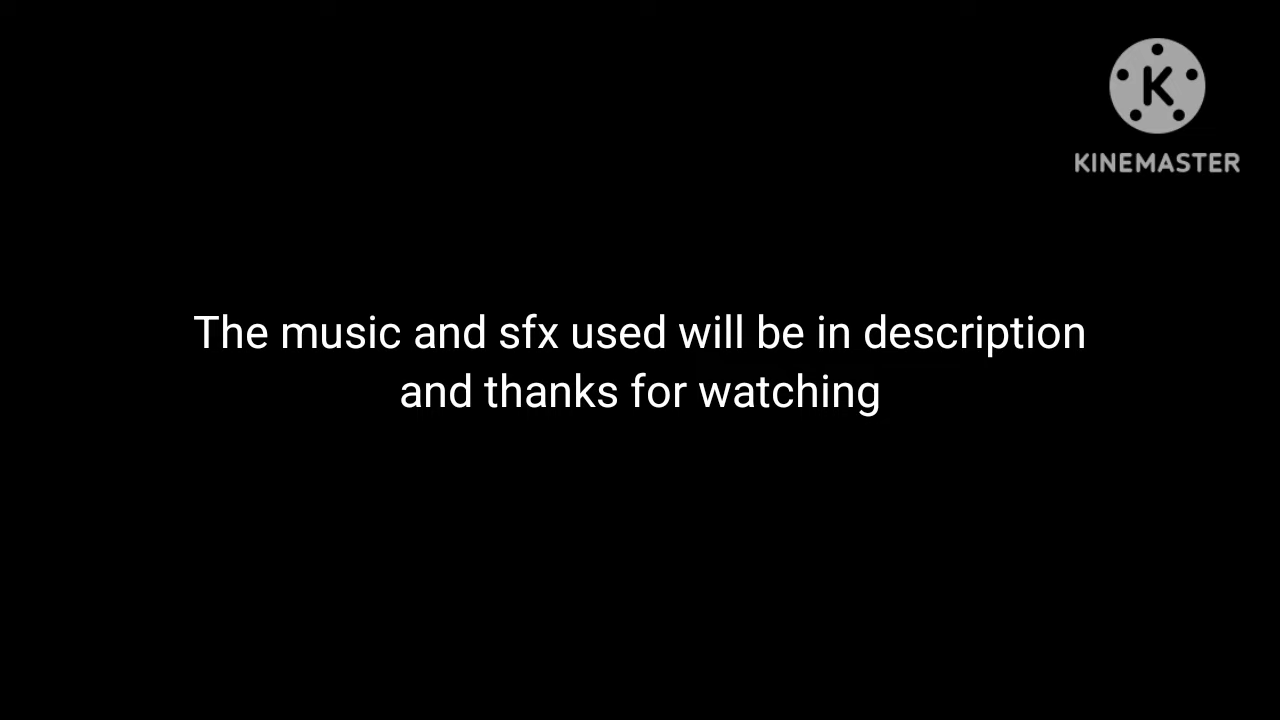 K
KINEMASTER
The music and sfx used will be in description
and thanks for watching